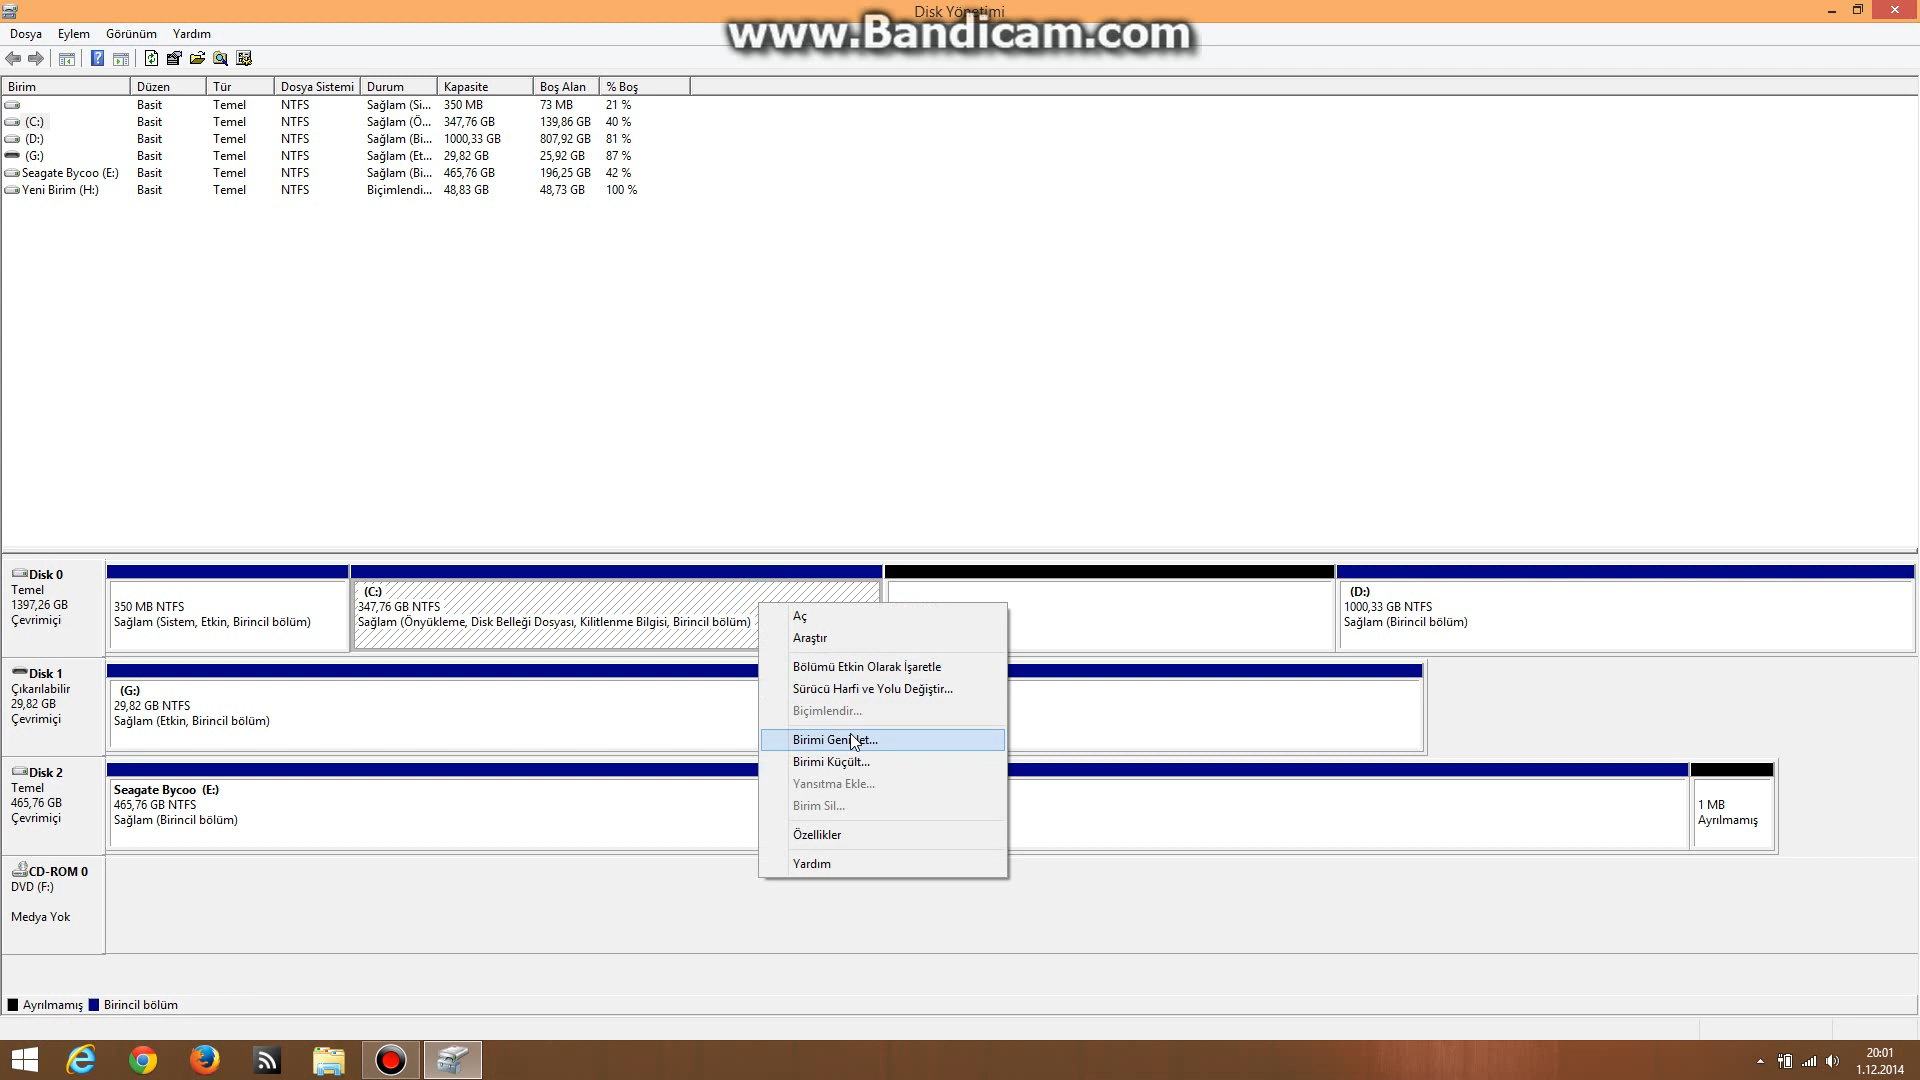 Disk Yönetimi
www.Bandicam.com
Dosya Eylem Görünüm Yardım
Birim Düzen Tür Dosya Sistemi Durum Kapasite Boş Alan % Boş
Basit Temel NTFS Sağlam (Si... 350 MB 73 MB 21 %
(C:) Basit Temel NTFS Sağlam (Ö... 347,76 GB 139,86 GB 40 %
(D:) Basit Temel NTFS Sağlam (Bi... 1000,33 GB 807,92 GB 81 %
(G:) Basit Temel NTFS Sağlam (Et... 29,82 GB 25,92 GB 87 %
Seagate Bycoo (E:) Basit Temel NTFS Sağlam (Bi... 465,76 GB 196,25 GB 42 %
Yeni Birim (H:) Basit Temel NTFS Biçimlendi... 48,83 GB 48,73 GB 100 %
Disk 0
Temel
1397,26 GB
Çevrimiçi
350 MB NTFS
Sağlam (Sistem, Etkin, Birincil bölüm)
(C:)
347,76 GB NTFS
Sağlam (Önyükleme, Disk Belleği Dosyası, Kilitlenme Bilgisi, Birincil bölüm)
(D:)
1000,33 GB NTFS
Sağlam (Birincil bölüm)
Disk 1
Çıkarılabilir
29,82 GB
Çevrimiçi
(G:)
29,82 GB NTFS
Sağlam (Etkin, Birincil bölüm)
Disk 2
Temel
465,76 GB
Çevrimiçi
Seagate Bycoo (E:)
465,76 GB NTFS
Sağlam (Birincil bölüm)
1 MB
Ayrılmamış
CD-ROM 0
DVD (F:)
Medya Yok
Aç
Araştır
Bölümü Etkin Olarak İşaretle
Sürücü Harfi ve Yolu Değiştir...
Biçimlendir...
Birimi Genişlet...
Birimi Küçült...
Yansıtma Ekle...
Birim Sil...
Özellikler
Yardım
Ayrılmamış Birincil bölüm
20:01
1.12.2014